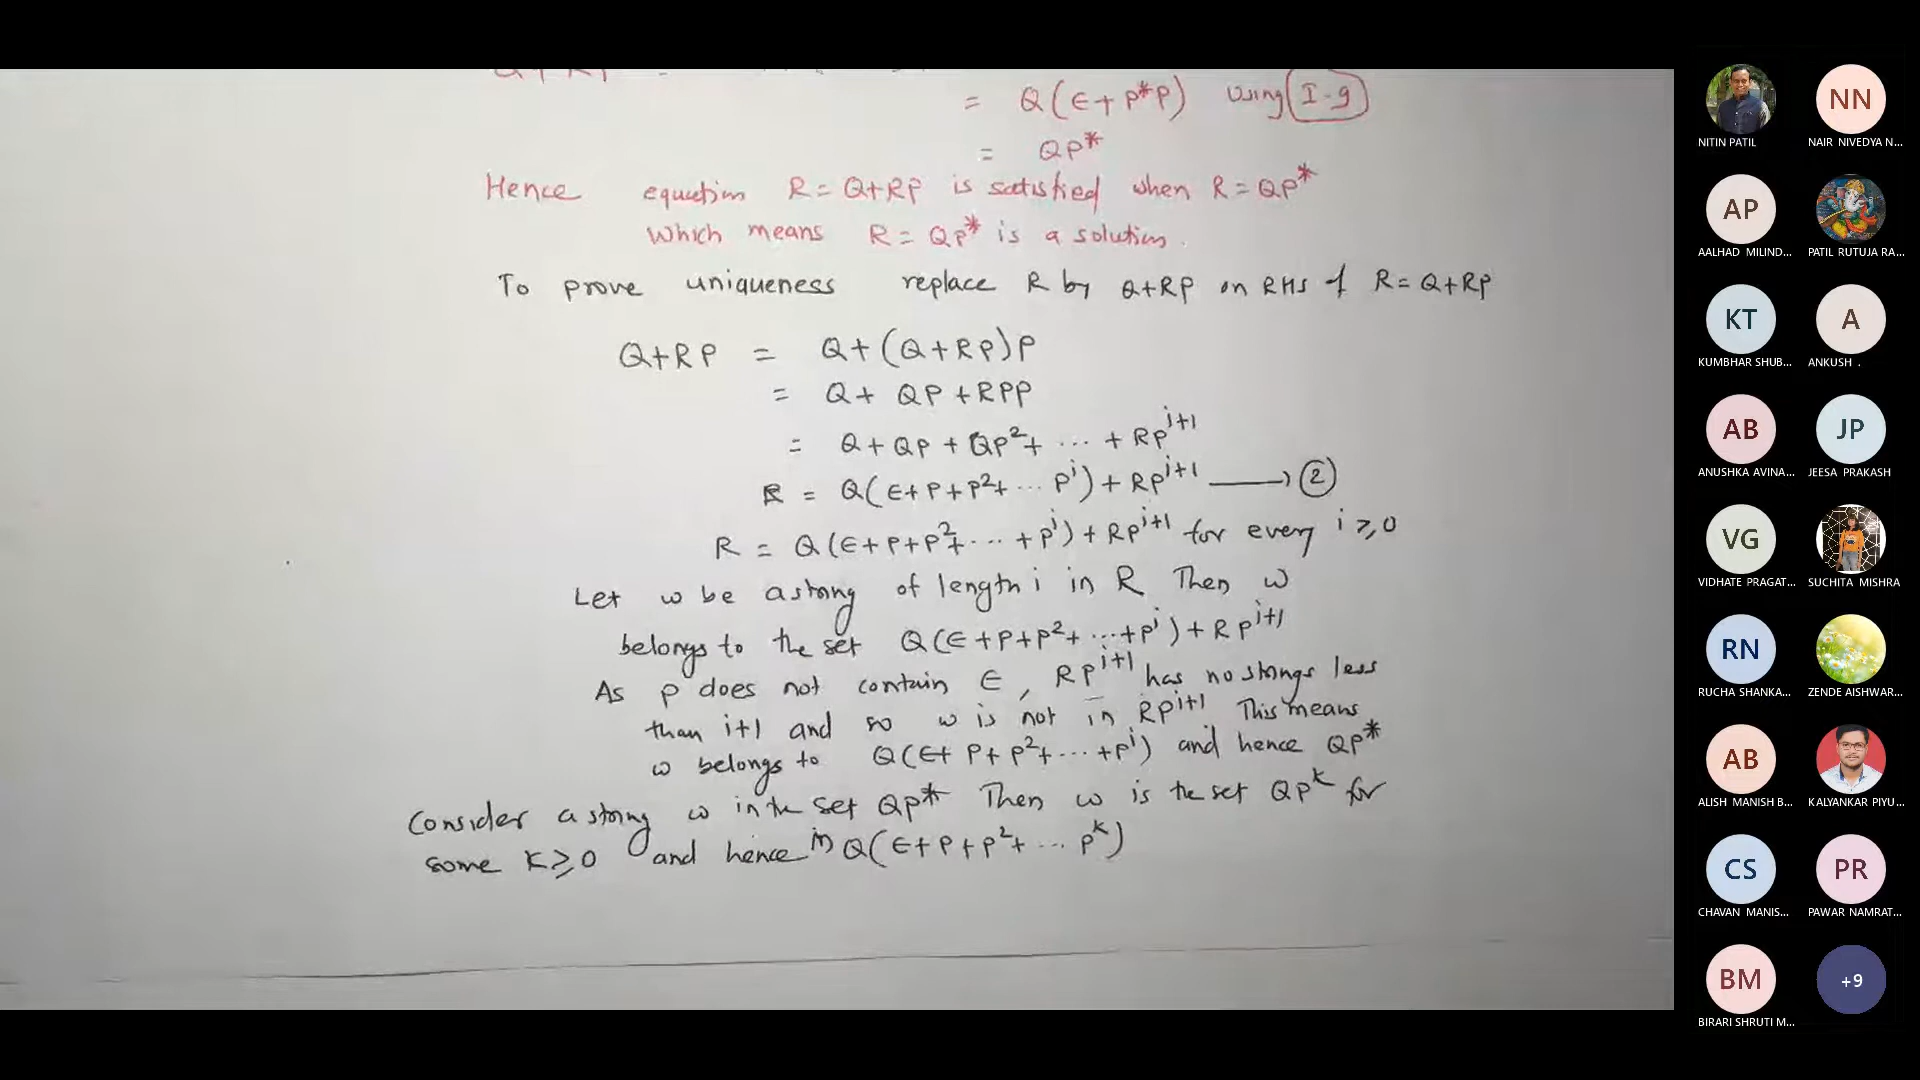 = Q(∈+P*P) Using I-9
= QP*
Hence equation R=Q+RP is satisfied when R=QP*
Which means R=QP* is a solution.
To prove uniqueness replace R by Q+RP on RHS of R=Q+RP
Q+RP = Q+(Q+RP)P
= Q+ QP+RPP
= Q+QP+QP²+ ... + RP^{i+1}
R = Q(∈+P+P²+ ... P^i)+RP^{i+1} → ②
R = Q(∈+P+P²+ ... +P^i)+RP^{i+1} for every i≥0
Let w be a string of length i in R Then w
belongs to the set Q(∈+P+P²+ ... +P^i)+RP^{i+1}
As P does not contain ∈, RP^{i+1} has no strings less
than i+1 and so w is not in RP^{i+1} This means
w belongs to Q(∈+P+P²+ ... +P^i) and hence QP*
Consider a string w in the set QP* Then w is the set QP^k for
some K≥0 and hence in Q(∈+P+P²+ ... P^k)
NITIN PATIL
NN
NAIR NIVEDYA N...
AP
AALHAD MILIND...
PATIL RUTUJA RA...
KT
KUMBHAR SHUB...
A
ANKUSH .
AB
ANUSHKA AVINA...
JP
JEESA PRAKASH
VG
VIDHATE PRAGAT...
SUCHITA MISHRA
RN
RUCHA SHANKA...
ZENDE AISHWAR...
AB
ALISH MANISH B...
KALYANKAR PIYU...
CS
CHAVAN MANIS...
PR
PAWAR NAMRAT...
BM
BIRARI SHRUTI M...
+9